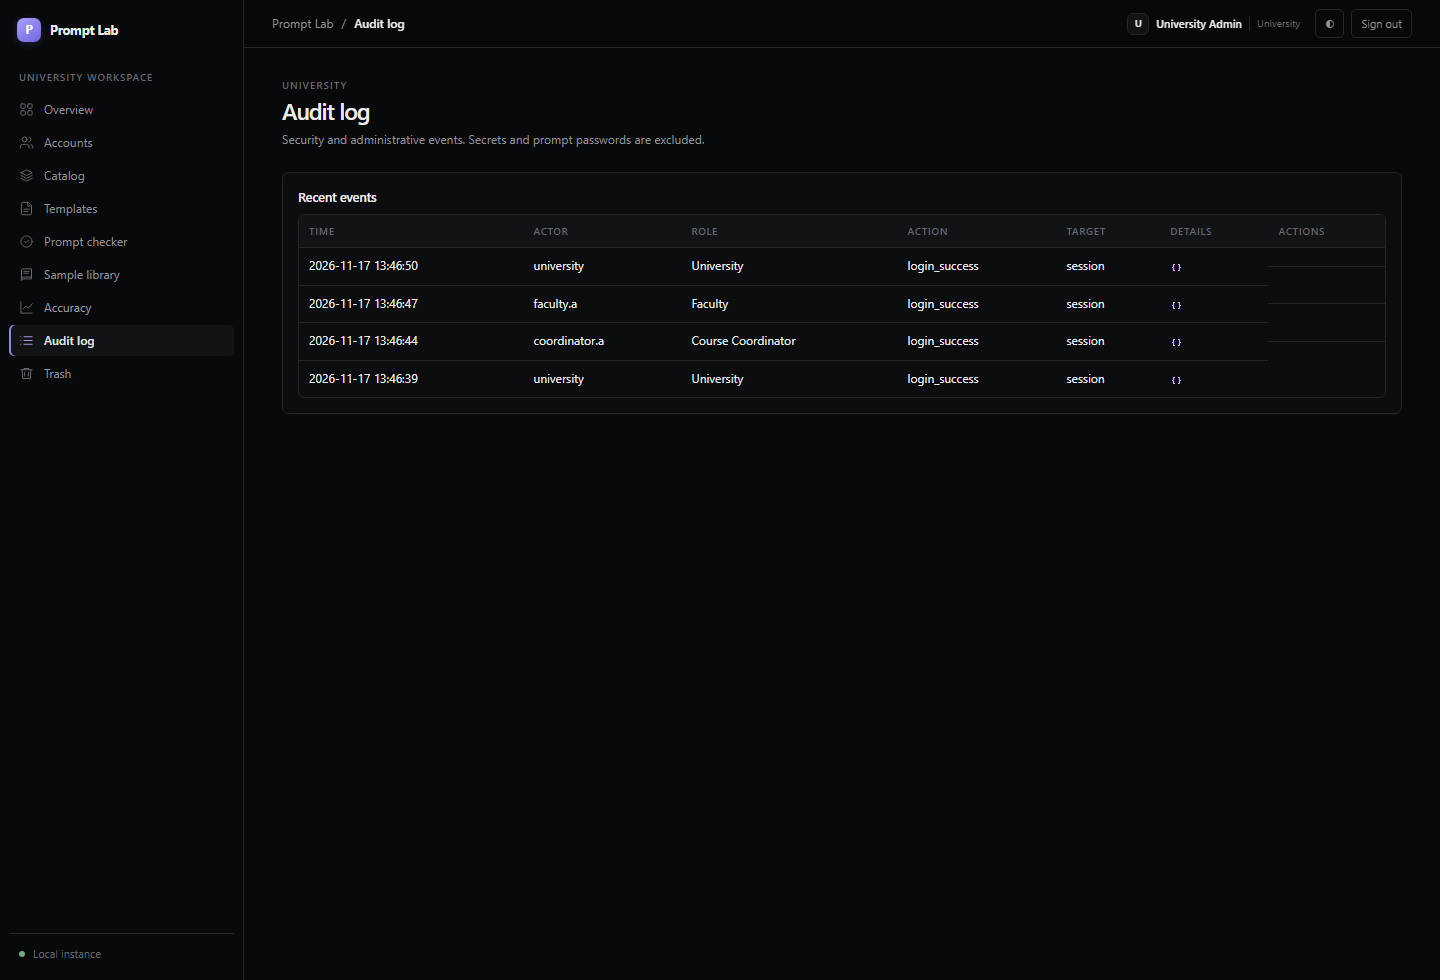 P Prompt Lab
UNIVERSITY WORKSPACE
Overview
Accounts
Catalog
Templates
Prompt checker
Sample library
Accuracy
Audit log
Trash
Local instance
Prompt Lab / Audit log
U University Admin University Sign out
UNIVERSITY
Audit log
Security and administrative events. Secrets and prompt passwords are excluded.
Recent events
TIME ACTOR ROLE ACTION TARGET DETAILS ACTIONS
2026-11-17 13:46:50 university University login_success session {}
2026-11-17 13:46:47 faculty.a Faculty login_success session {}
2026-11-17 13:46:44 coordinator.a Course Coordinator login_success session {}
2026-11-17 13:46:39 university University login_success session {}